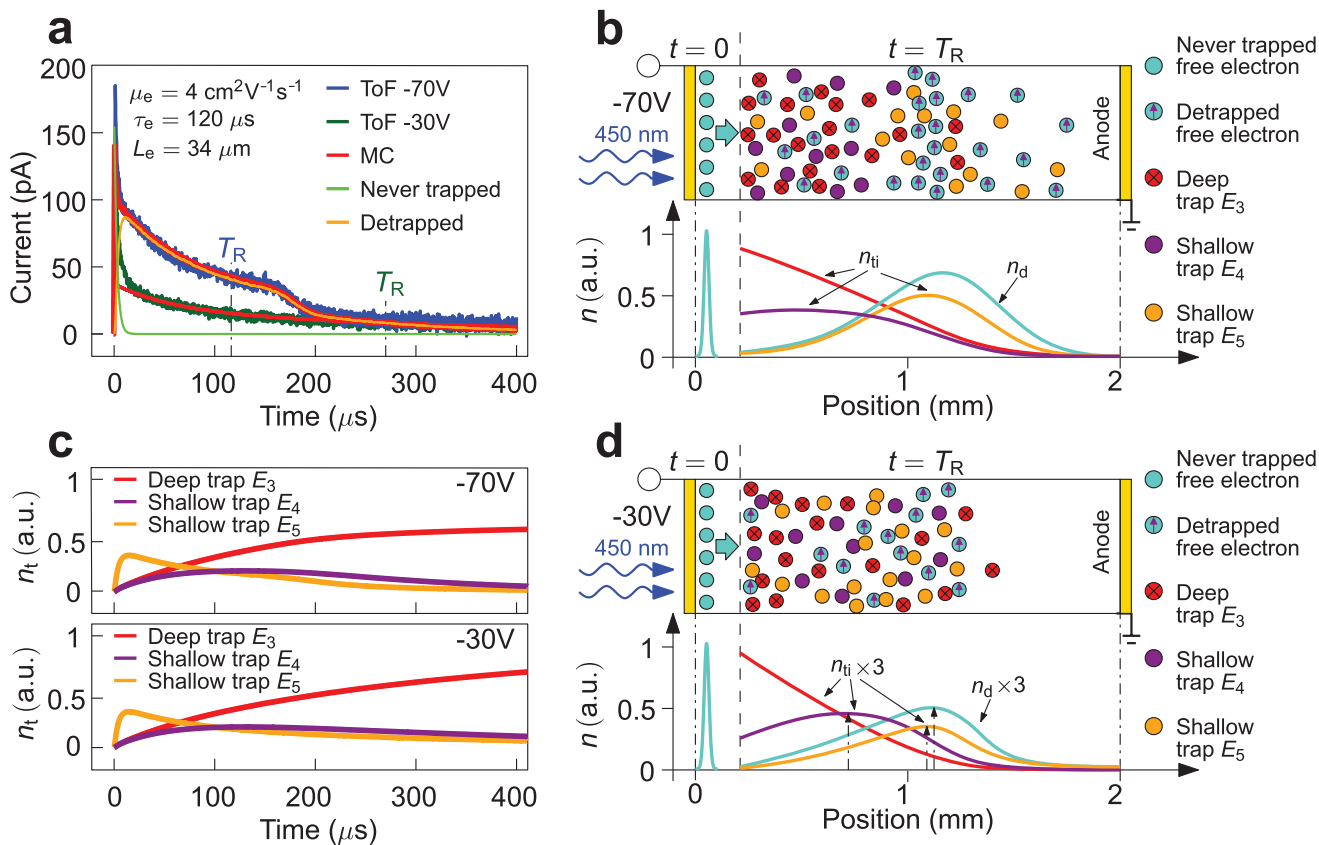 a
200
150
100
50
0
Current (pA)
μe = 4 cm²V⁻¹s⁻¹
τe = 120 μs
Le = 34 μm
ToF -70V
ToF -30V
MC
Never trapped
Detrapped
TR
TR
0 100 200 300 400
Time (μs)
b
t = 0
t = TR
-70V
450 nm
Anode
Never trapped
free electron
Detrapped
free electron
Deep
trap E3
Shallow
trap E4
Shallow
trap E5
n (a.u.)
1
0.5
0
nti
nd
0 1 2
Position (mm)
c
nt (a.u.)
1
0.5
0
Deep trap E3
Shallow trap E4
Shallow trap E5
-70V
nt (a.u.)
1
0.5
0
Deep trap E3
Shallow trap E4
Shallow trap E5
-30V
0 100 200 300 400
Time (μs)
d
t = 0
t = TR
-30V
450 nm
Anode
Never trapped
free electron
Detrapped
free electron
Deep
trap E3
Shallow
trap E4
Shallow
trap E5
n (a.u.)
1
0.5
0
nti×3
nd×3
0 1 2
Position (mm)